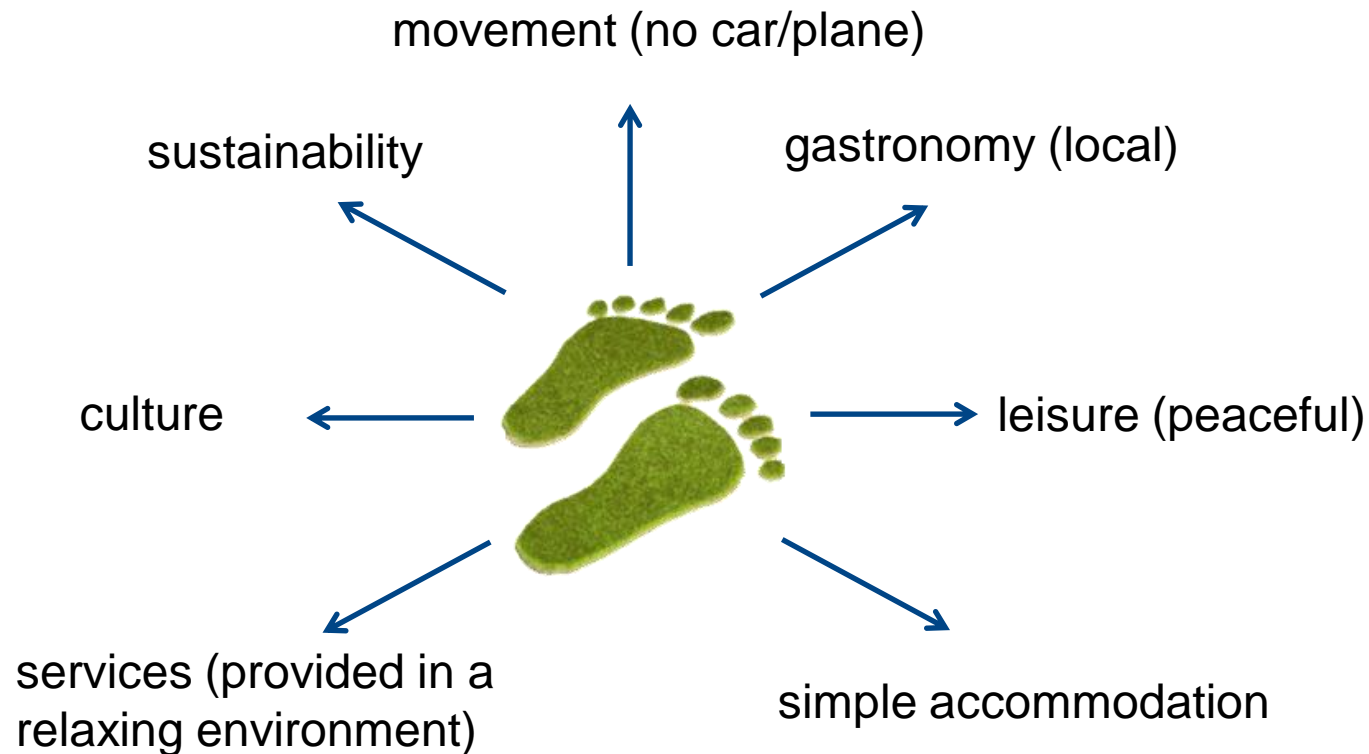 movement (no car/plane)
sustainability
gastronomy (local)
culture
leisure (peaceful)
services (provided in a
relaxing environment)
simple accommodation